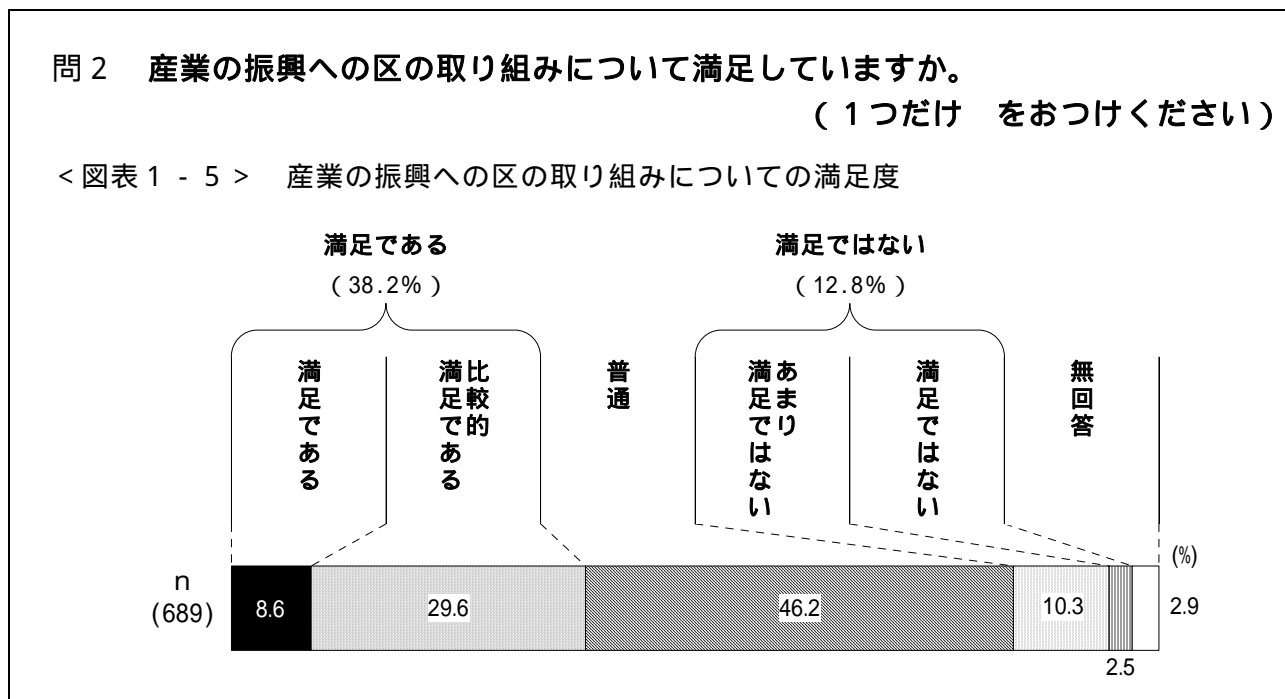 問2 産業の振興への区の取り組みについて満足していますか。
(1つだけ をおつけください)
<図表1-5> 産業の振興への区の取り組みについての満足度
満足である
(38.2%)
満足ではない
(12.8%)
満足である
比較的
満足である
普通
あまり
満足ではない
満足ではない
無回答
(%)
n
(689)
8.6
29.6
46.2
10.3
2.9
2.5